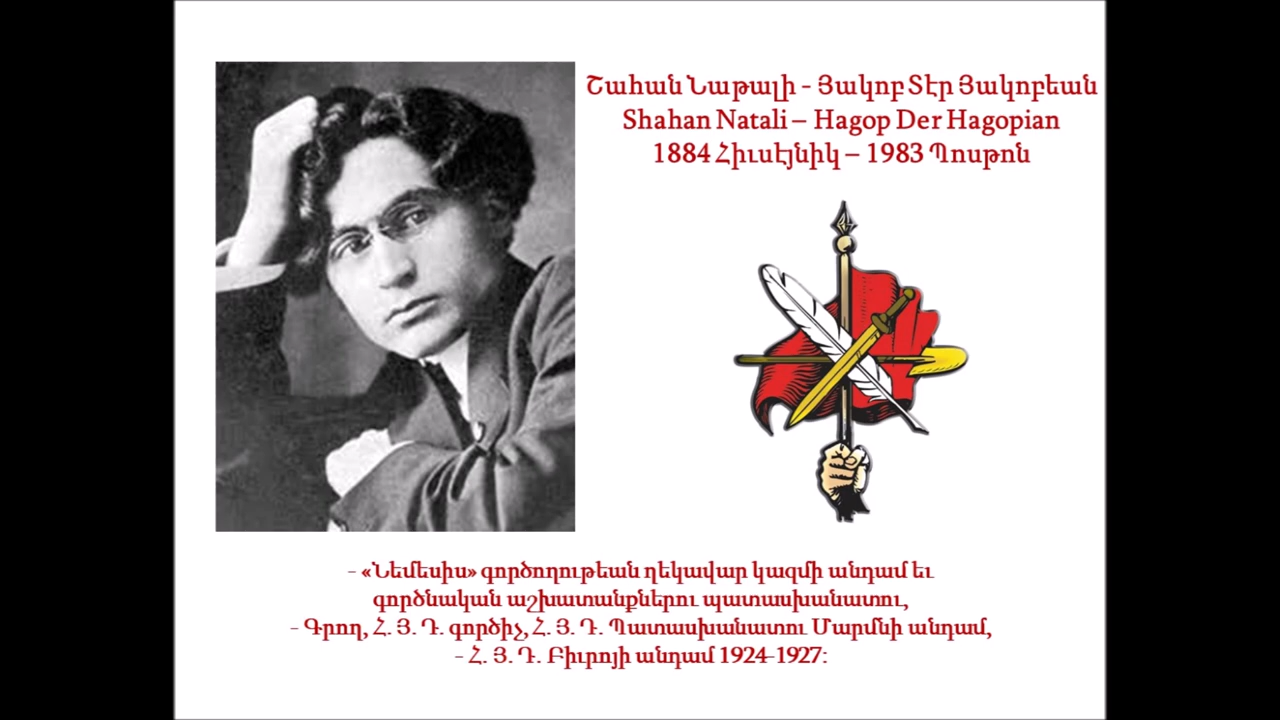 Շահան Նաթալի - Յակոբ Տէր Յակոբեան
Shahan Natali – Hagop Der Hagopian
1884 Հիւսէյնիկ – 1983 Պոսթոն
- «Նեմեսիս» գործողութեան ղեկավար կազմի անդամ եւ
գործնական աշխատանքներու պատասխանատու,
- Գրող, Հ. Յ. Դ. գործիչ, Հ. Յ. Դ. Պատասխանատու Մարմնի անդամ,
- Հ. Յ. Դ. Բիւրոյի անդամ 1924-1927: